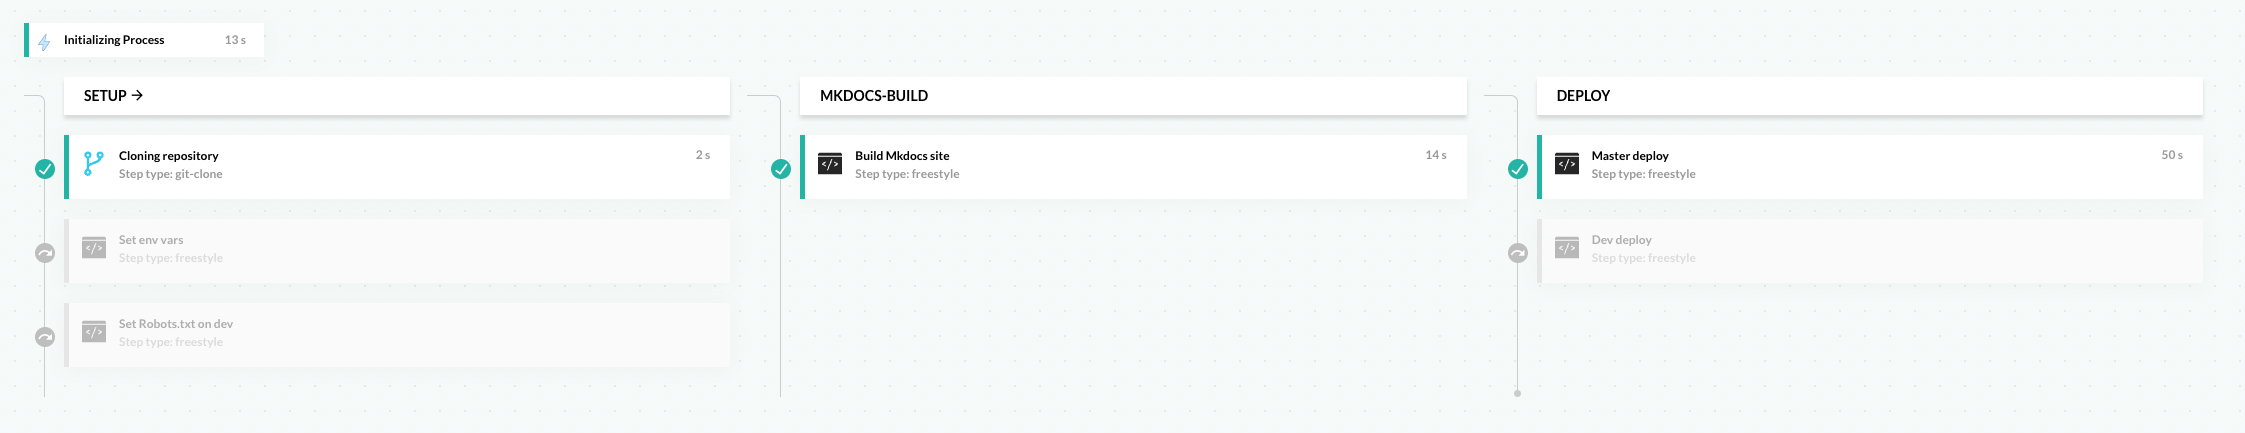 Initializing Process 13 s
SETUP →
Cloning repository 2 s
Step type: git-clone
</> Set env vars
Step type: freestyle
</> Set Robots.txt on dev
Step type: freestyle
MKDOCS-BUILD
</> Build Mkdocs site 14 s
Step type: freestyle
DEPLOY
</> Master deploy 50 s
Step type: freestyle
</> Dev deploy
Step type: freestyle